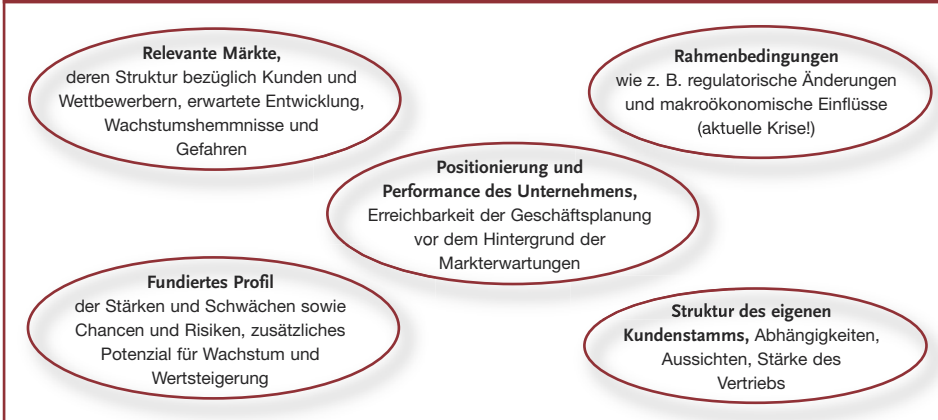 Relevante Märkte,
deren Struktur bezüglich Kunden und
Wettbewerbern, erwartete Entwicklung,
Wachstumshemmnisse und
Gefahren
Rahmenbedingungen
wie z. B. regulatorische Änderungen
und makroökonomische Einflüsse
(aktuelle Krise!)
Positionierung und
Performance des Unternehmens,
Erreichbarkeit der Geschäftsplanung
vor dem Hintergrund der
Markterwartungen
Fundiertes Profil
der Stärken und Schwächen sowie
Chancen und Risiken, zusätzliches
Potenzial für Wachstum und
Wertsteigerung
Struktur des eigenen
Kundenstamms, Abhängigkeiten,
Aussichten, Stärke des
Vertriebs